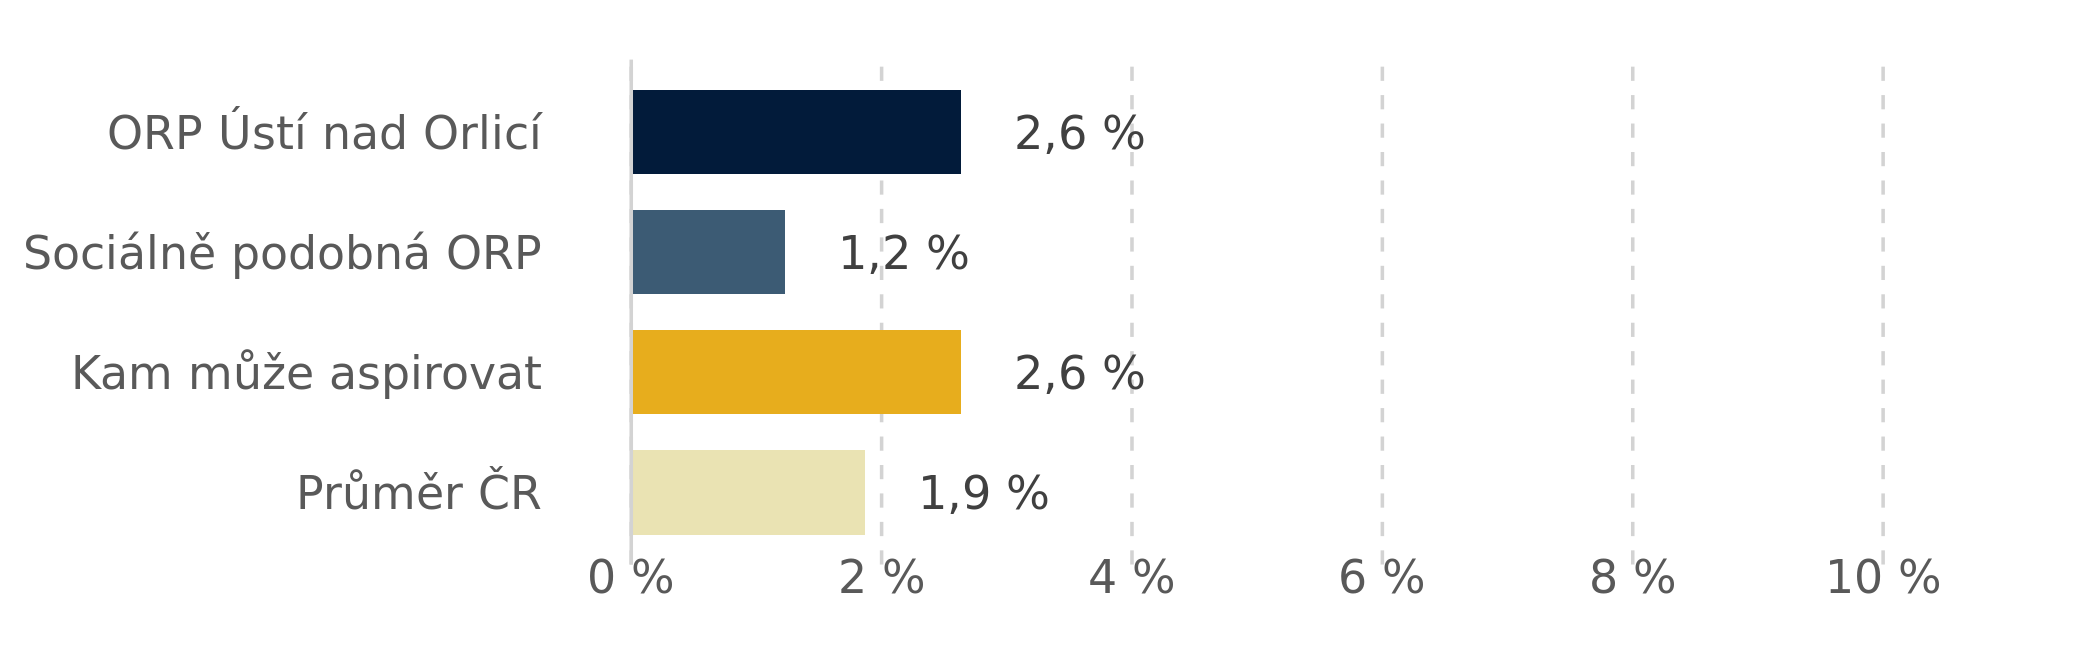 ORP Ústí nad Orlicí 2,6 %
Sociálně podobná ORP 1,2 %
Kam může aspirovat 2,6 %
Průměr ČR 1,9 %
0 % 2 % 4 % 6 % 8 % 10 %